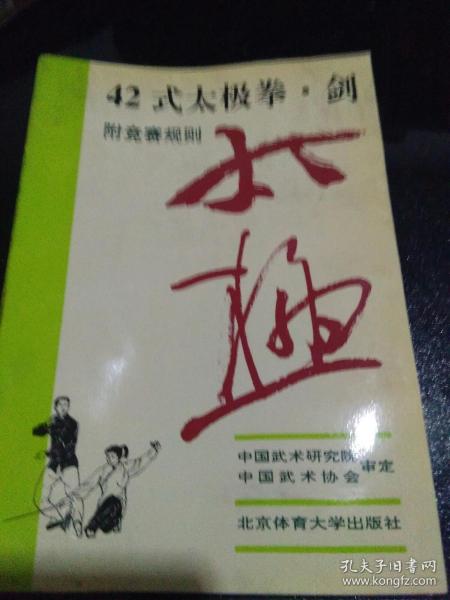 42式太极拳·剑
附竞赛规则
太
极
中国武术研究院
中国武术协会
审定
北京体育大学出版社
孔夫子旧书网
www.kongfz.com